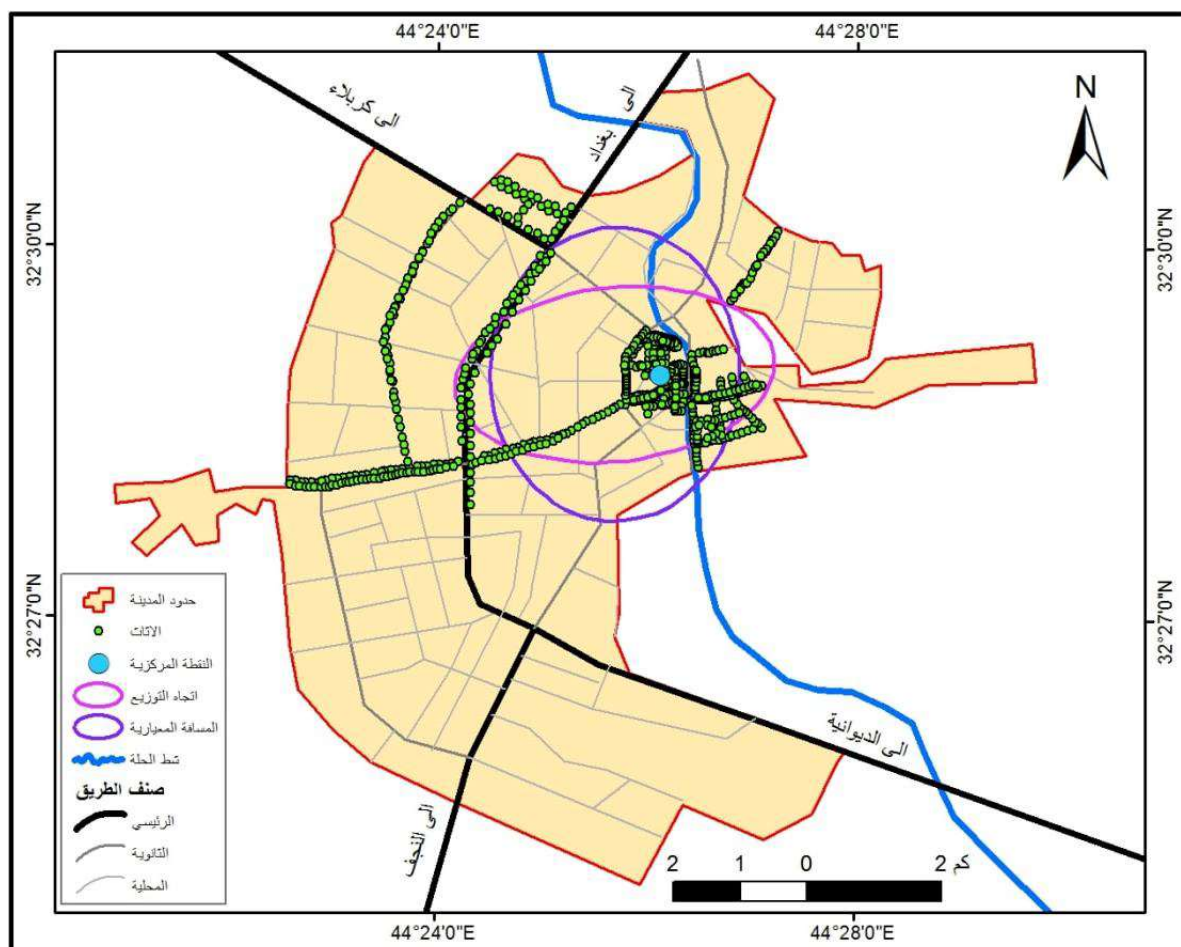 44°24'0"E
44°28'0"E
N
الى كربلاء
الى بغداد
32°30'0"N
32°30'0"N
32°27'0"N
32°27'0"N
حدود المدينة
الاثاث
النقطة المركزية
اتجاه التوزيع
المسافة المعيارية
شط الحلة
صنف الطريق
الرئيسي
الثانوية
المحلية
الى الديوانية
الى النجف
2 1 0 2 كم
44°24'0"E
44°28'0"E